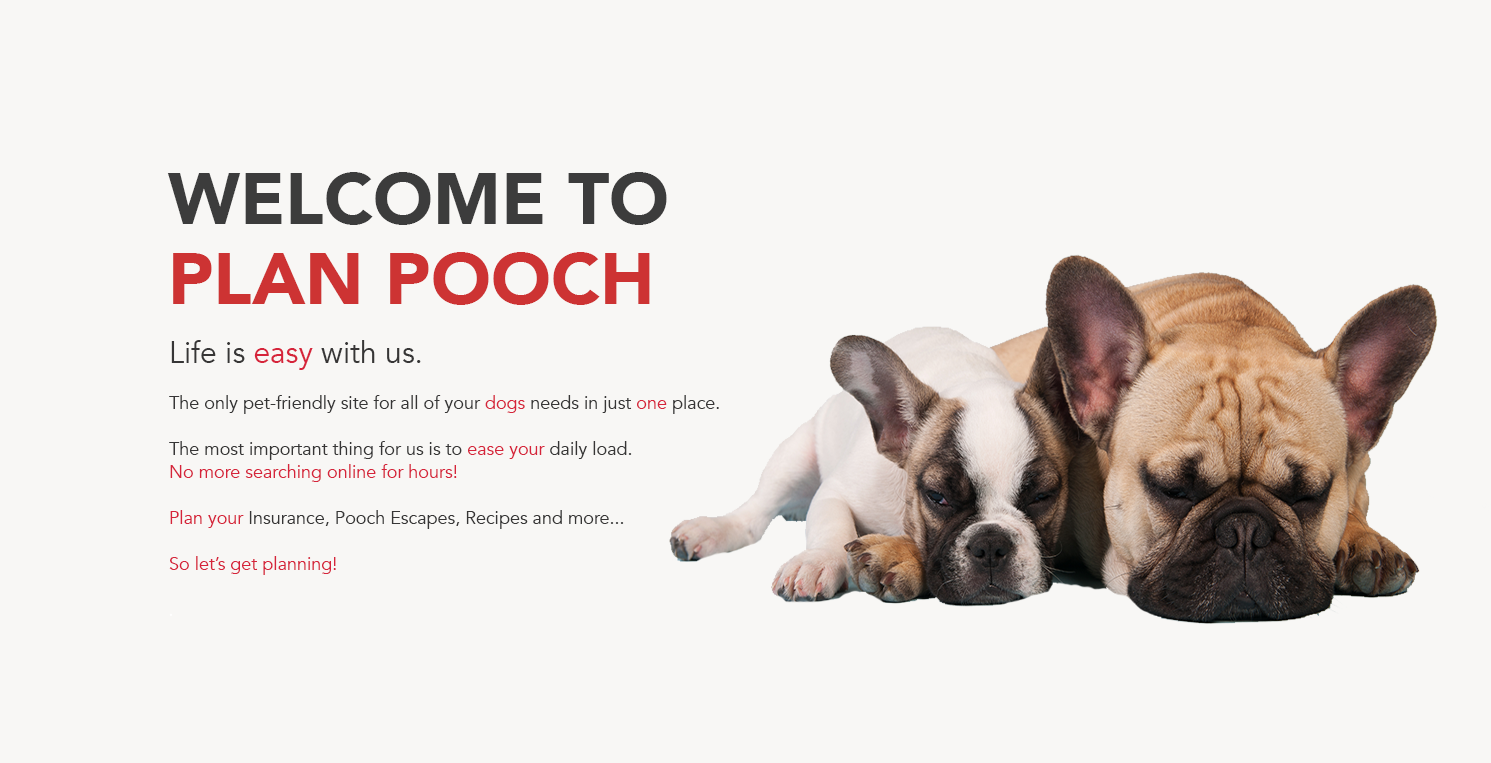 WELCOME TO
PLAN POOCH
Life is easy with us.
The only pet-friendly site for all of your dogs needs in just one place.
The most important thing for us is to ease your daily load.
No more searching online for hours!
Plan your Insurance, Pooch Escapes, Recipes and more...
So let's get planning!